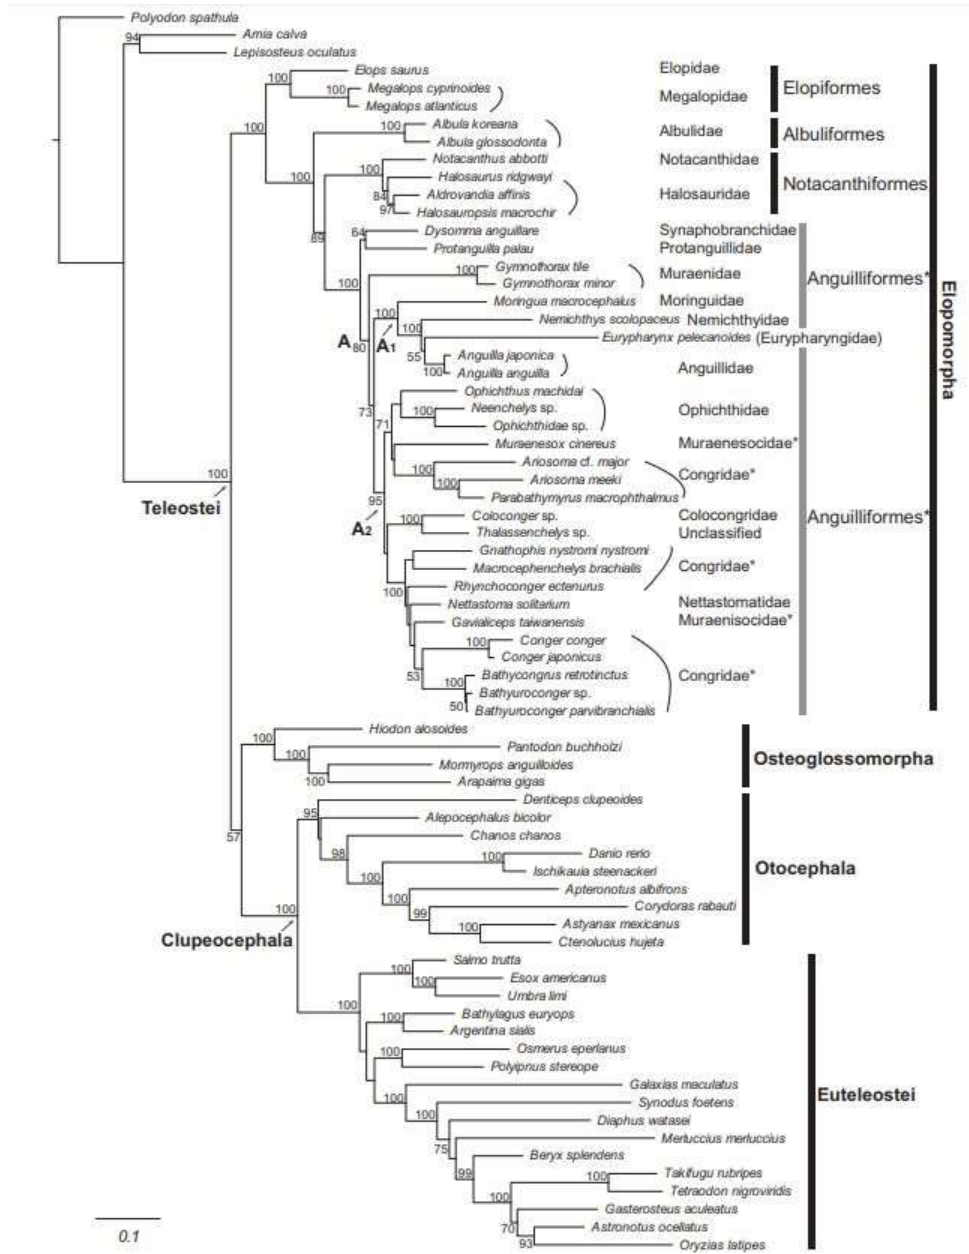 Polyodon spathula
94
Amia calva
Lepisosteus oculatus
100
Elops saurus
Elopidae
100
Megalops cyprinoides
Megalopidae
Megalops atlanticus
Elopiformes
100
100
Albula koreana
Albulidae
Albula glossodonta
Albuliformes
100
Notacanthus abbotti
Notacanthidae
100
Halosaurus ridgwayi
84
Aldrovandia affinis
Halosauridae
97
Halosauropsis macrochir
Notacanthiformes
89
64
Dysomma anguillare
Synaphobranchidae
Protanguilla palau
Protanguillidae
100
100
Gymnothorax tile
Muraenidae
Gymnothorax minor
Anguilliformes*
Elopomorpha
100
Moringua macrocephalus
Moringuidae
100
Nemichthys scolopaceus
Nemichthyidae
A
80
A1
Eurypharynx pelecanoides
(Eurypharyngidae)
55
Anguilla japonica
100
Anguilla anguilla
Anguillidae
73
71
Ophichthus machidai
100
Neenchelys sp.
Ophichthidae
Ophichthidae sp.
Muraenesox cinereus
Muraenesocidae*
100
Ariosoma cf. major
100
Ariosoma meeki
Congridae*
Parabathymyrus macrophthalmus
95
A2
100
Coloconger sp.
Colocongridae
Thalassenchelys sp.
Unclassified
Anguilliformes*
100
Teleostei
Gnathophis nystromi nystromi
Macrocephenchelys brachialis
Congridae*
100
Rhynchoconger ectenurus
Nettastoma solitarium
Nettastomatidae
Gavialiceps taiwanensis
Muraenisocidae*
100
Conger conger
Conger japonicus
53
100
Bathycongrus retrotinctus
Congridae*
Bathyuroconger sp.
50
Bathyuroconger parvibranchialis
100
Hiodon alosoides
100
Pantodon buchholzi
Mormyrops anguilloides
Osteoglossomorpha
100
Arapaima gigas
57
95
Denticeps clupeoides
Alepocephalus bicolor
98
Chanos chanos
100
100
Danio rerio
Ischikauia steenackeri
Otocephala
100
Apteronotus albifrons
99
Corydoras rabauti
100
Astyanax mexicanus
Ctenolucius hujeta
100
Clupeocephala
100
Salmo trutta
100
Esox americanus
Umbra limi
100
100
Bathylagus euryops
Argentina sialis
100
Osmerus eperlanus
Polyipnus stereope
100
Galaxias maculatus
Euteleostei
100
Synodus foetens
Diaphus watasei
75
Merluccius merluccius
99
Beryx splendens
100
100
Takifugu rubripes
Tetraodon nigroviridis
Gasterosteus aculeatus
70
Astronotus ocellatus
93
Oryzias latipes
0.1